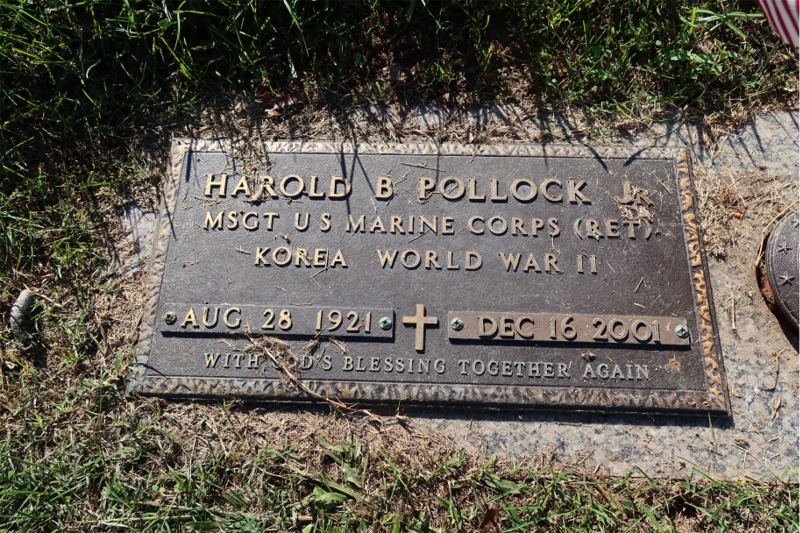 HAROLD B POLLOCK JR
MSGT US MARINE CORPS (RET)
KOREA WORLD WAR II
AUG 28 1921 DEC 16 2001
WITH GOD'S BLESSING TOGETHER AGAIN